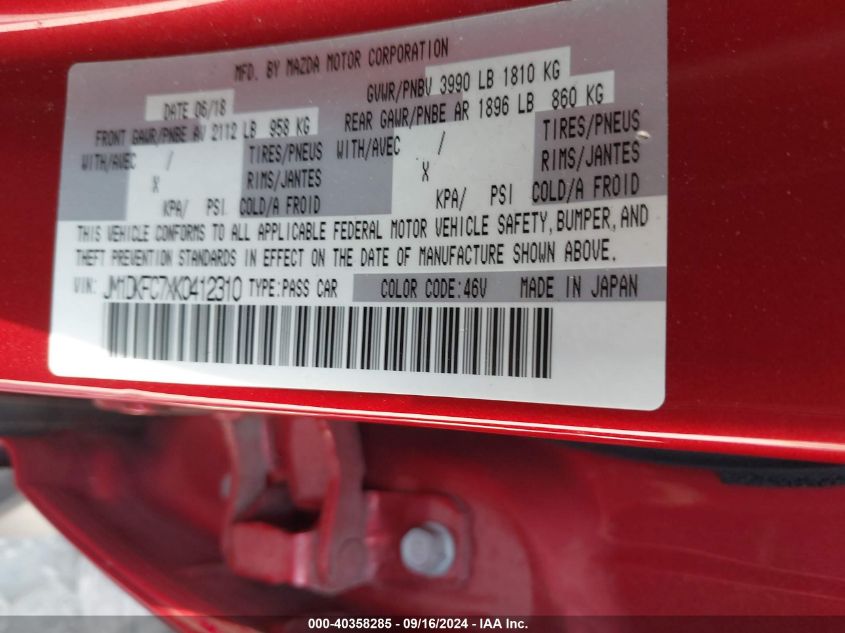 MFD. BY MAZDA MOTOR CORPORATION
DATE 06/18 GVWR/PNBV 3990 LB 1810 KG
FRONT GAWR/PNBE AV 2112 LB 958 KG REAR GAWR/PNBE AR 1896 LB 860 KG
WITH/AVEC / TIRES/PNEUS WITH/AVEC / TIRES/PNEUS
X RIMS/JANTES X RIMS/JANTES
KPA/ PSI COLD/A FROID KPA/ PSI COLD/A FROID
THIS VEHICLE CONFORMS TO ALL APPLICABLE FEDERAL MOTOR VEHICLE SAFETY, BUMPER, AND
THEFT PREVENTION STANDARDS IN EFFECT ON THE DATE OF MANUFACTURE SHOWN ABOVE.
VIN: JM1DKFC7XK0412310 TYPE:PASS CAR COLOR CODE:46V MADE IN JAPAN
000-40358285 - 09/16/2024 - IAA Inc.